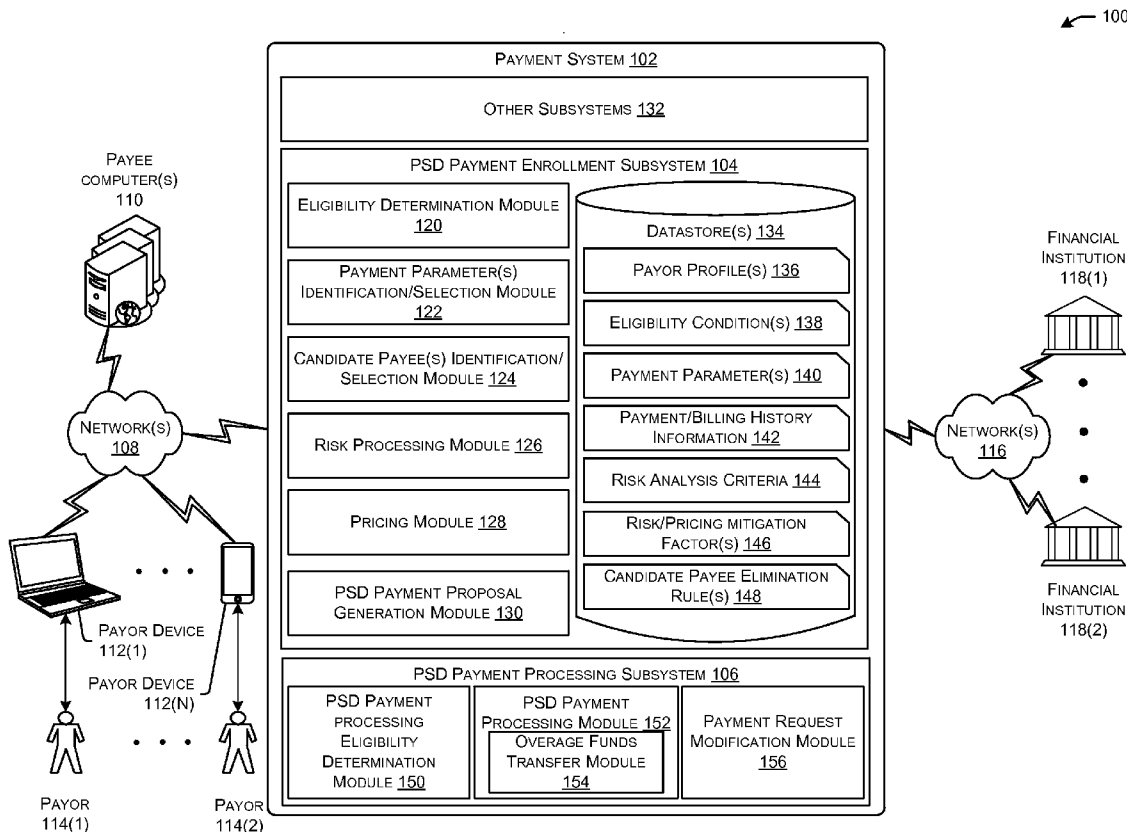 100
PAYMENT SYSTEM 102
OTHER SUBSYSTEMS 132
PSD PAYMENT ENROLLMENT SUBSYSTEM 104
ELIGIBILITY DETERMINATION MODULE
120
PAYMENT PARAMETER(S)
IDENTIFICATION/SELECTION MODULE
122
CANDIDATE PAYEE(S) IDENTIFICATION/
SELECTION MODULE 124
RISK PROCESSING MODULE 126
PRICING MODULE 128
PSD PAYMENT PROPOSAL
GENERATION MODULE 130
DATASTORE(S) 134
PAYOR PROFILE(S) 136
ELIGIBILITY CONDITION(S) 138
PAYMENT PARAMETER(S) 140
PAYMENT/BILLING HISTORY
INFORMATION 142
RISK ANALYSIS CRITERIA 144
RISK/PRICING MITIGATION
FACTOR(S) 146
CANDIDATE PAYEE ELIMINATION
RULE(S) 148
PSD PAYMENT PROCESSING SUBSYSTEM 106
PSD PAYMENT
PROCESSING
ELIGIBILITY
DETERMINATION
MODULE 150
PSD PAYMENT
PROCESSING MODULE 152
OVERAGE FUNDS
TRANSFER MODULE
154
PAYMENT REQUEST
MODIFICATION MODULE
156
PAYEE
COMPUTER(S)
110
NETWORK(S)
108
PAYOR DEVICE
112(1)
PAYOR DEVICE
112(N)
PAYOR
114(1)
PAYOR
114(2)
NETWORK(S)
116
FINANCIAL
INSTITUTION
118(1)
FINANCIAL
INSTITUTION
118(2)